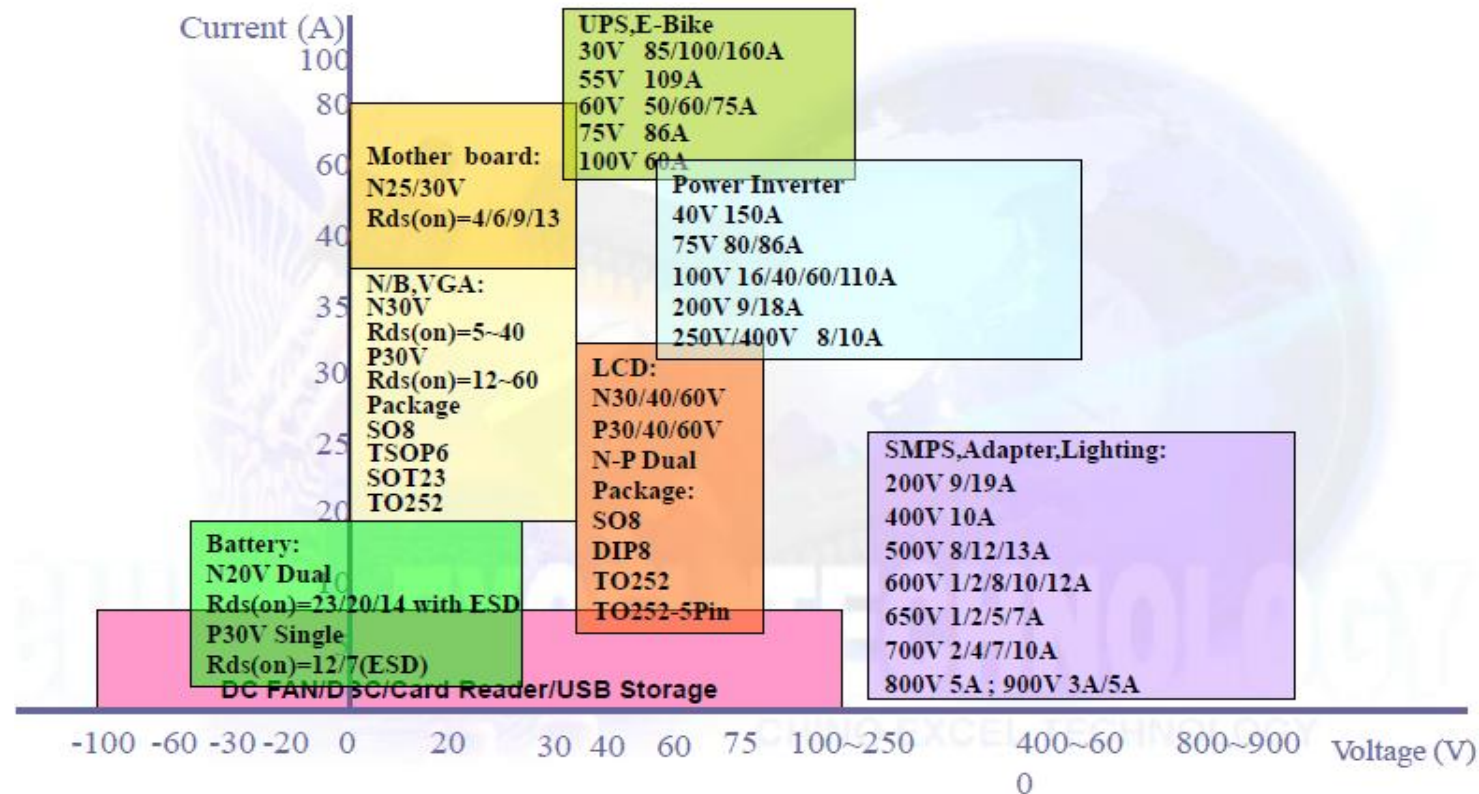 Current (A)
100
80
60
40
35
30
25
20
10
UPS,E-Bike
30V 85/100/160A
55V 109A
60V 50/60/75A
75V 86A
100V 60A
Mother board:
N25/30V
Rds(on)=4/6/9/13
Power Inverter
40V 150A
75V 80/86A
100V 16/40/60/110A
200V 9/18A
250V/400V 8/10A
N/B,VGA:
N30V
Rds(on)=5~40
P30V
Rds(on)=12~60
Package
SO8
TSOP6
SOT23
TO252
LCD:
N30/40/60V
P30/40/60V
N-P Dual
Package:
SO8
DIP8
TO252
TO252-5Pin
SMPS,Adapter,Lighting:
200V 9/19A
400V 10A
500V 8/12/13A
600V 1/2/8/10/12A
650V 1/2/5/7A
700V 2/4/7/10A
800V 5A ; 900V 3A/5A
Battery:
N20V Dual
Rds(on)=23/20/14 with ESD
P30V Single
Rds(on)=12/7(ESD)
DC FAN/DSC/Card Reader/USB Storage
CHINO-EXCEL TECHNOLOGY
-100 -60 -30 -20 0 20 30 40 60 75 100~250 400~60 800~900 Voltage (V)
0